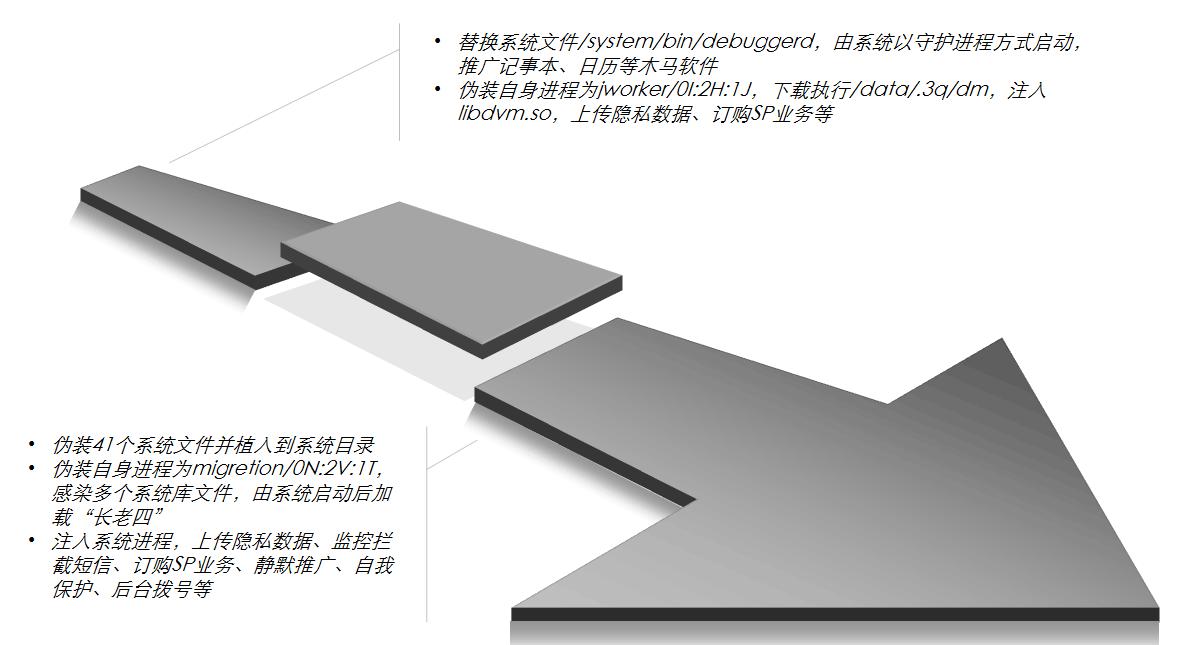 • 替换系统文件/system/bin/debuggerd，由系统以守护进程方式启动，
推广记事本、日历等木马软件
• 伪装自身进程为jworker/0I:2H:1J，下载执行/data/.3q/dm，注入
libdvm.so，上传隐私数据、订购SP业务等
• 伪装41个系统文件并植入到系统目录
• 伪装自身进程为migretion/0N:2V:1T，
感染多个系统库文件，由系统启动后加
载“长老四”
• 注入系统进程，上传隐私数据、监控拦
截短信、订购SP业务、静默推广、自我
保护、后台拨号等